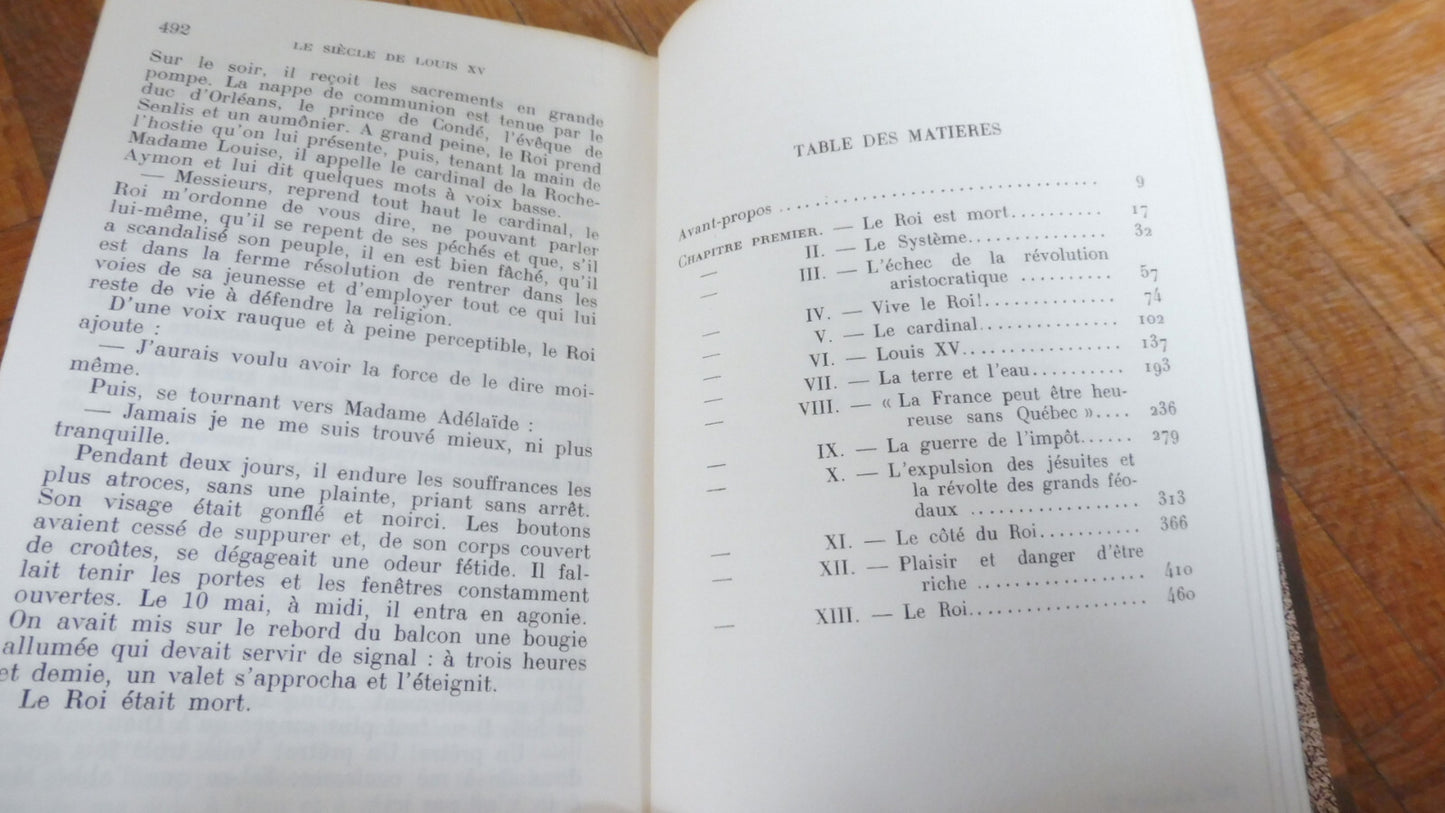 492
LE SIÈCLE DE LOUIS XV
Sur le soir, il reçoit les sacrements en grande
pompe. La nappe de communion est tenue par le
duc d'Orléans, le prince de Condé, l'évêque de
Senlis et un aumônier. A grand peine, le Roi prend
l'hostie qu'on lui présente, puis, tenant la main de
Madame Louise, il appelle le cardinal de la Roche-
Aymon et lui dit quelques mots à voix basse.
— Messieurs, reprend tout haut le cardinal, le
Roi m'ordonne de vous dire, ne pouvant parler
lui-même, qu'il se repent de ses péchés et que, s'il
a scandalisé son peuple, il en est bien fâché, qu'il
est dans la ferme résolution de rentrer dans les
voies de sa jeunesse et d'employer tout ce qui lui
reste de vie à défendre la religion.
D'une voix rauque et à peine perceptible, le Roi
ajoute :
— J'aurais voulu avoir la force de le dire moi-
même.
Puis, se tournant vers Madame Adélaïde :
— Jamais je ne me suis trouvé mieux, ni plus
tranquille.
Pendant deux jours, il endure les souffrances les
plus atroces, sans une plainte, priant sans arrêt.
Son visage était gonflé et noirci. Les boutons
avaient cessé de suppurer et, de son corps couvert
de croûtes, se dégageait une odeur fétide. Il fal-
lait tenir les portes et les fenêtres constamment
ouvertes. Le 10 mai, à midi, il entra en agonie.
On avait mis sur le rebord du balcon une bougie
allumée qui devait servir de signal : à trois heures
et demie, un valet s'approcha et l'éteignit.
Le Roi était mort.
TABLE DES MATIERES
Avant-propos .................................... 9
CHAPITRE PREMIER. — Le Roi est mort.......... 17
— II. — Le Système............... 32
— III. — L'échec de la révolution
aristocratique .......... 57
— IV. — Vive le Roi!.............. 74
— V. — Le cardinal............... 102
— VI. — Louis XV................. 137
— VII. — La terre et l'eau.......... 193
— VIII. — « La France peut être heu-
reuse sans Québec ».... 236
— IX. — La guerre de l'impôt...... 279
— X. — L'expulsion des jésuites et
la révolte des grands féo-
daux .................. 313
— XI. — Le côté du Roi........... 366
— XII. — Plaisir et danger d'être
riche .................. 410
— XIII. — Le Roi................... 460